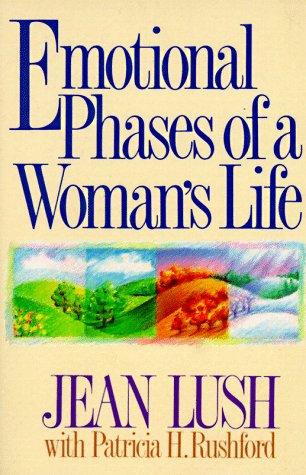 Emotional
Phases of a
Woman's Life
JEAN LUSH
with Patricia H. Rushford